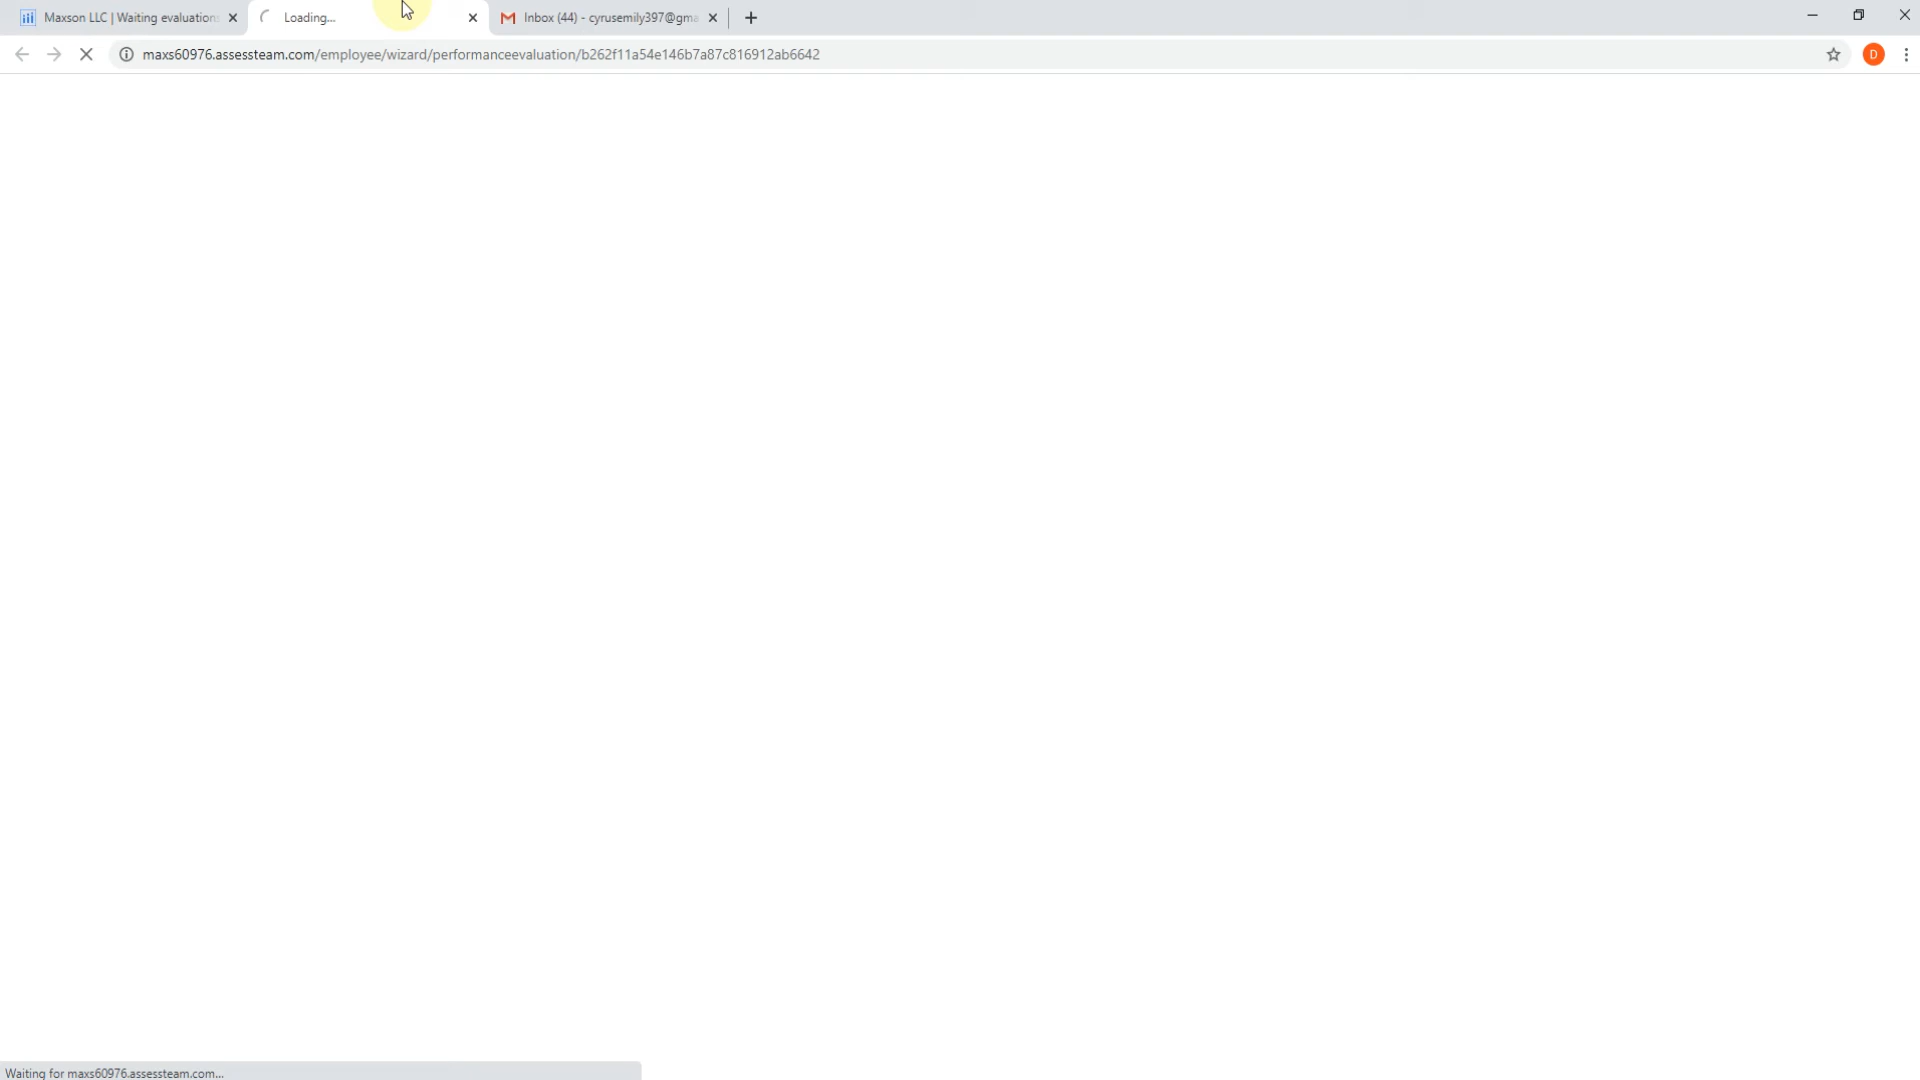 Maxson LLC | Waiting evaluation
Loading...
Inbox (44) - cyrusemily397@gma
maxs60976.assessteam.com/employee/wizard/performanceevaluation/b262f11a54e146b7a87c816912ab6642
D
Waiting for maxs60976.assessteam.com...